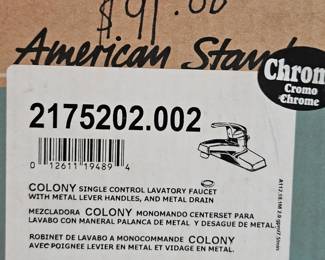 $91.00
American Stand
Chrom
Cromo
Chrome
2175202.002
0 12611 19489 4
COLONY SINGLE CONTROL LAVATORY FAUCET
WITH METAL LEVER HANDLES, AND METAL DRAIN
MEZCLADORA COLONY MONOMANDO CENTERSET PARA
LAVABO CON MANERAL PALANCA DE METAL Y DESAGUE DE METAL
ROBINET DE LAVABO A MONOCOMMANDE COLONY
AVEC POIGNEE LEVIER EN METAL ET VIDAGE EN METAL.